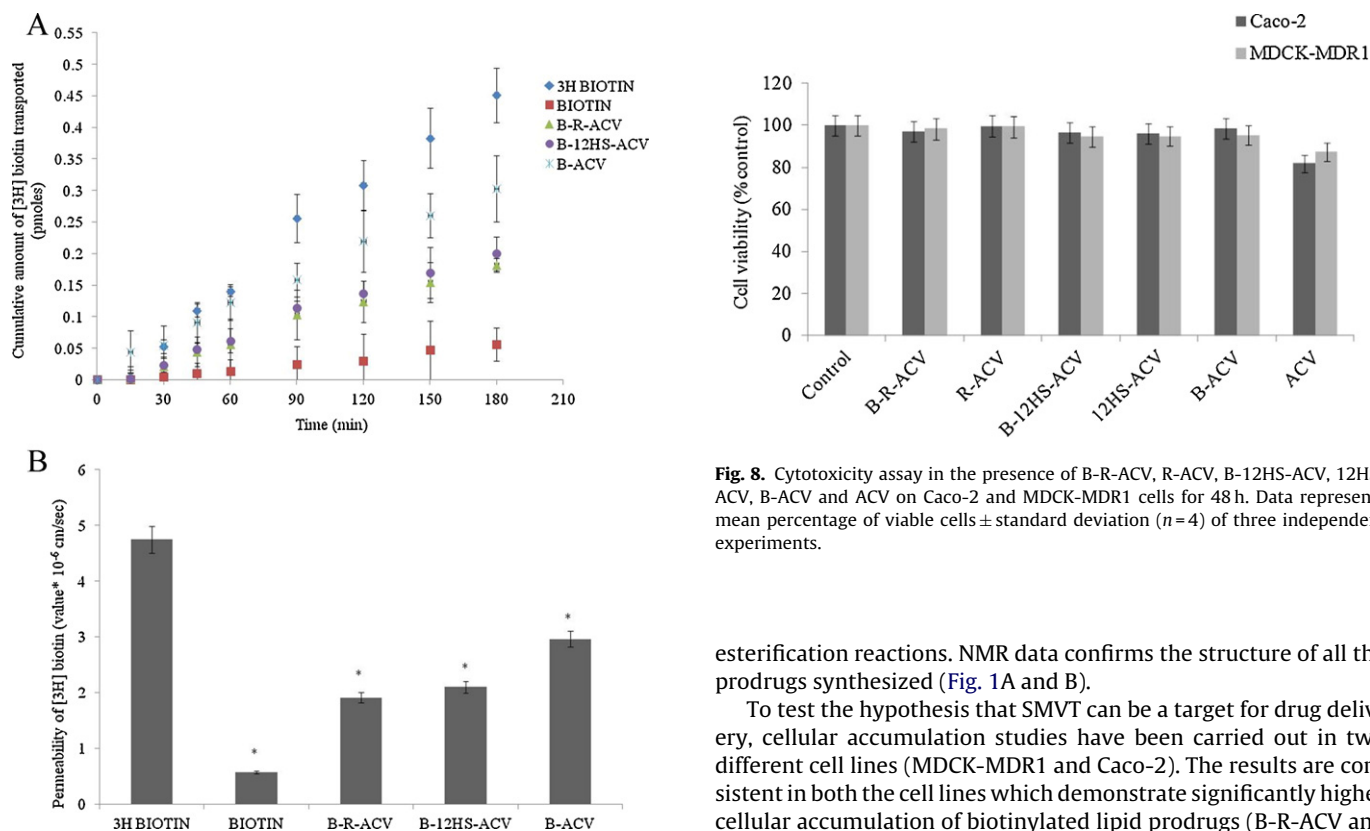 A
0.55
0.5
0.45
0.4
0.35
0.3
0.25
0.2
0.15
0.1
0.05
0
Cumulative amount of [3H] biotin transported
(pmoles)
0 30 60 90 120 150 180 210
Time (min)
3H BIOTIN
BIOTIN
B-R-ACV
B-12HS-ACV
B-ACV
B
6
5
4
3
2
1
0
Permeability of [3H] biotin (value* 10-6 cm/sec)
* * * *
3H BIOTIN BIOTIN B-R-ACV B-12HS-ACV B-ACV
Caco-2
MDCK-MDR1
120
100
80
60
40
20
0
Cell viability (% control)
Control B-R-ACV R-ACV B-12HS-ACV 12HS-ACV B-ACV ACV
Fig. 8. Cytotoxicity assay in the presence of B-R-ACV, R-ACV, B-12HS-ACV, 12H
ACV, B-ACV and ACV on Caco-2 and MDCK-MDR1 cells for 48 h. Data represen
mean percentage of viable cells ± standard deviation (n = 4) of three independe
experiments.
esterification reactions. NMR data confirms the structure of all th
prodrugs synthesized (Fig. 1A and B).
To test the hypothesis that SMVT can be a target for drug deliv
ery, cellular accumulation studies have been carried out in tw
different cell lines (MDCK-MDR1 and Caco-2). The results are con
sistent in both the cell lines which demonstrate significantly highe
cellular accumulation of biotinylated lipid prodrugs (B-R-ACV an